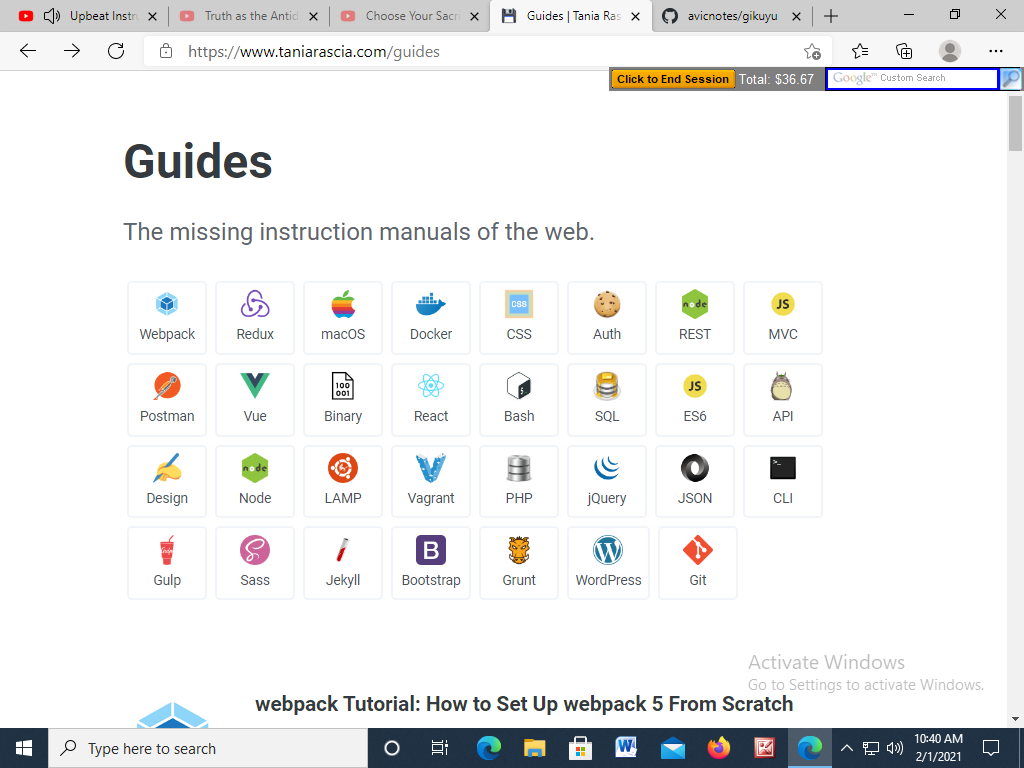 Upbeat Instru
Truth as the Antid
Choose Your Sacri
Guides | Tania Ras
avicnotes/gikuyu
https://www.taniarascia.com/guides
Click to End Session Total: $36.67 Google™ Custom Search
Guides
The missing instruction manuals of the web.
Webpack Redux macOS Docker CSS Auth REST MVC
Postman Vue Binary React Bash SQL ES6 API
Design Node LAMP Vagrant PHP jQuery JSON CLI
Gulp Sass Jekyll Bootstrap Grunt WordPress Git
Activate Windows
Go to Settings to activate Windows.
webpack Tutorial: How to Set Up webpack 5 From Scratch
Type here to search
10:40 AM
2/1/2021